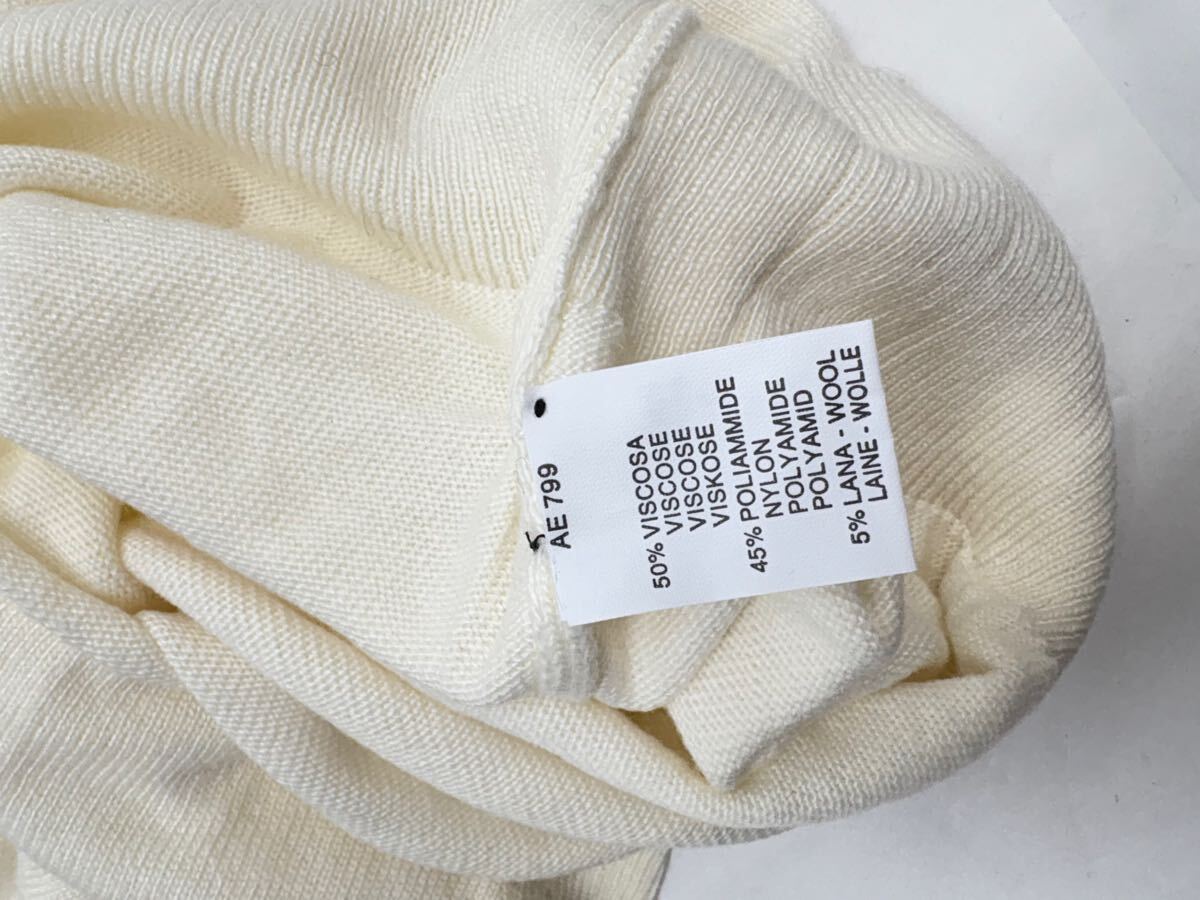 AE 799
50% VISCOSA
VISCOSE
VISCOSE
VISKOSE
45% POLIAMMIDE
NYLON
POLYAMIDE
POLYAMID
5% LANA - WOOL
LAINE - WOLLE